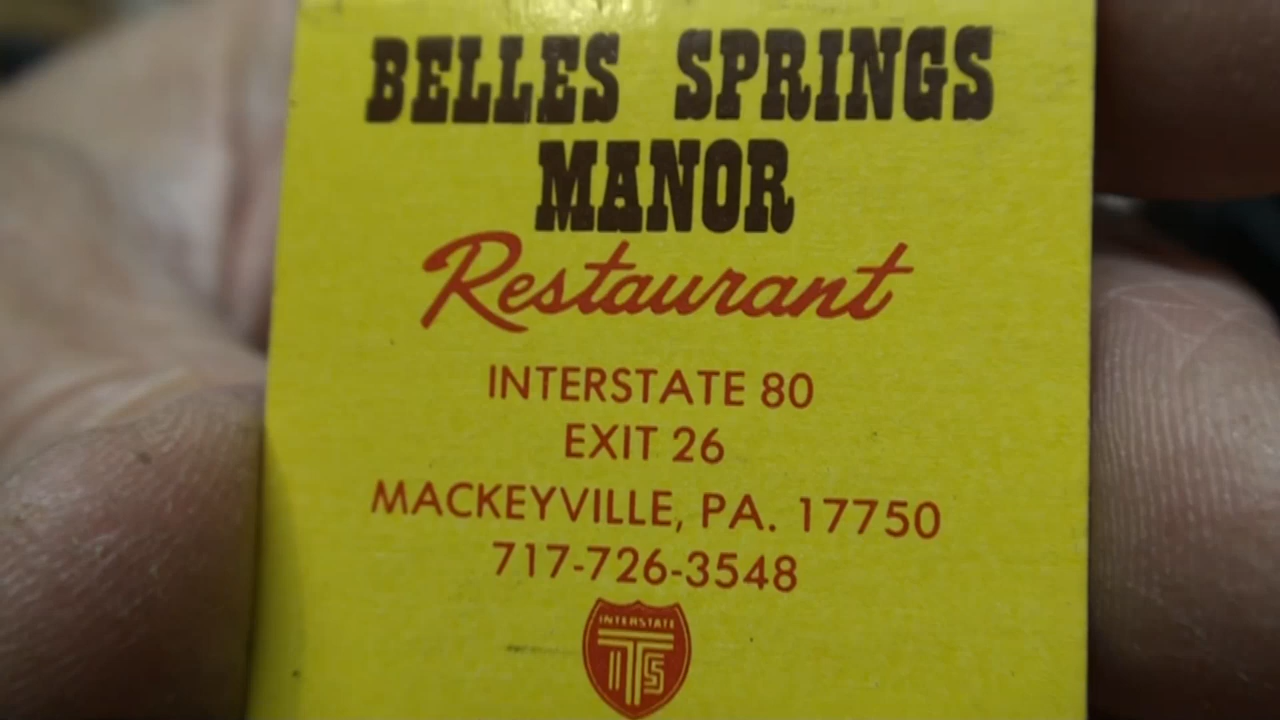 BELLES SPRINGS
MANOR
Restaurant
INTERSTATE 80
EXIT 26
MACKEYVILLE, PA. 17750
717-726-3548
INTERSTATE
ITS